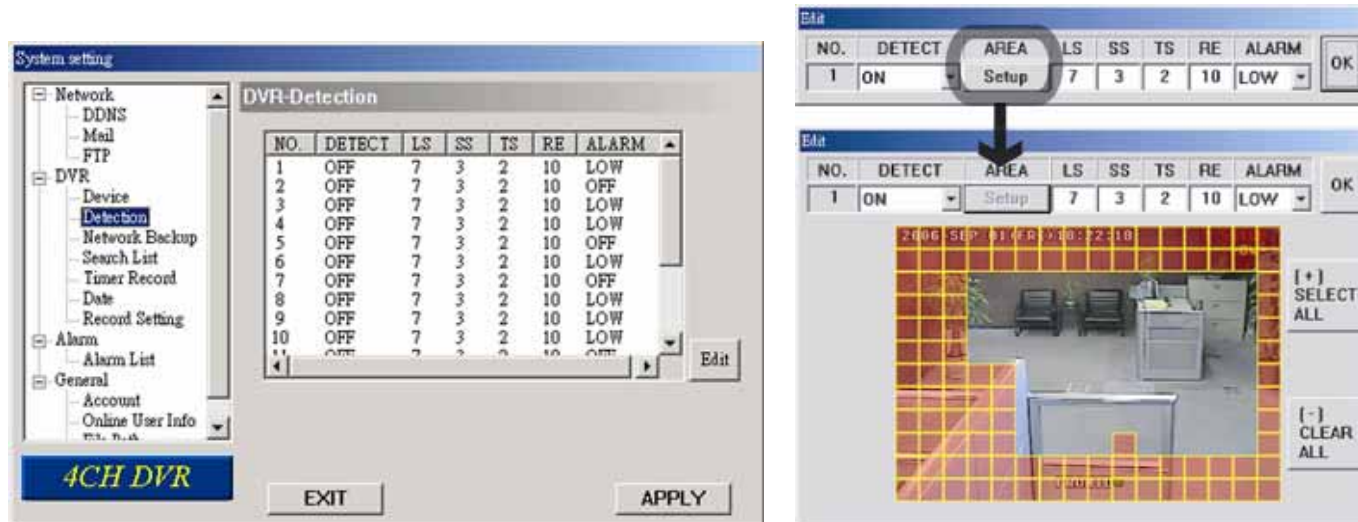 System setting
Network
DDNS
Mail
FTP
DVR
Device
Detection
Network Backup
Search List
Timer Record
Date
Record Setting
Alarm
Alarm List
General
Account
Online User Info
4CH DVR
DVR-Detection
NO. DETECT LS SS TS RE ALARM
1 OFF 7 3 2 10 LOW
2 OFF 7 3 2 10 OFF
3 OFF 7 3 2 10 LOW
4 OFF 7 3 2 10 LOW
5 OFF 7 3 2 10 OFF
6 OFF 7 3 2 10 LOW
7 OFF 7 3 2 10 OFF
8 OFF 7 3 2 10 LOW
9 OFF 7 3 2 10 LOW
10 OFF 7 3 2 10 LOW
Edit
EXIT APPLY
Edit
NO. DETECT AREA LS SS TS RE ALARM
1 ON Setup 7 3 2 10 LOW OK
Edit
NO. DETECT AREA LS SS TS RE ALARM
1 ON Setup 7 3 2 10 LOW OK
2006-SEP-01(FRI)18:22:18
[+]
SELECT
ALL
[-]
CLEAR
ALL